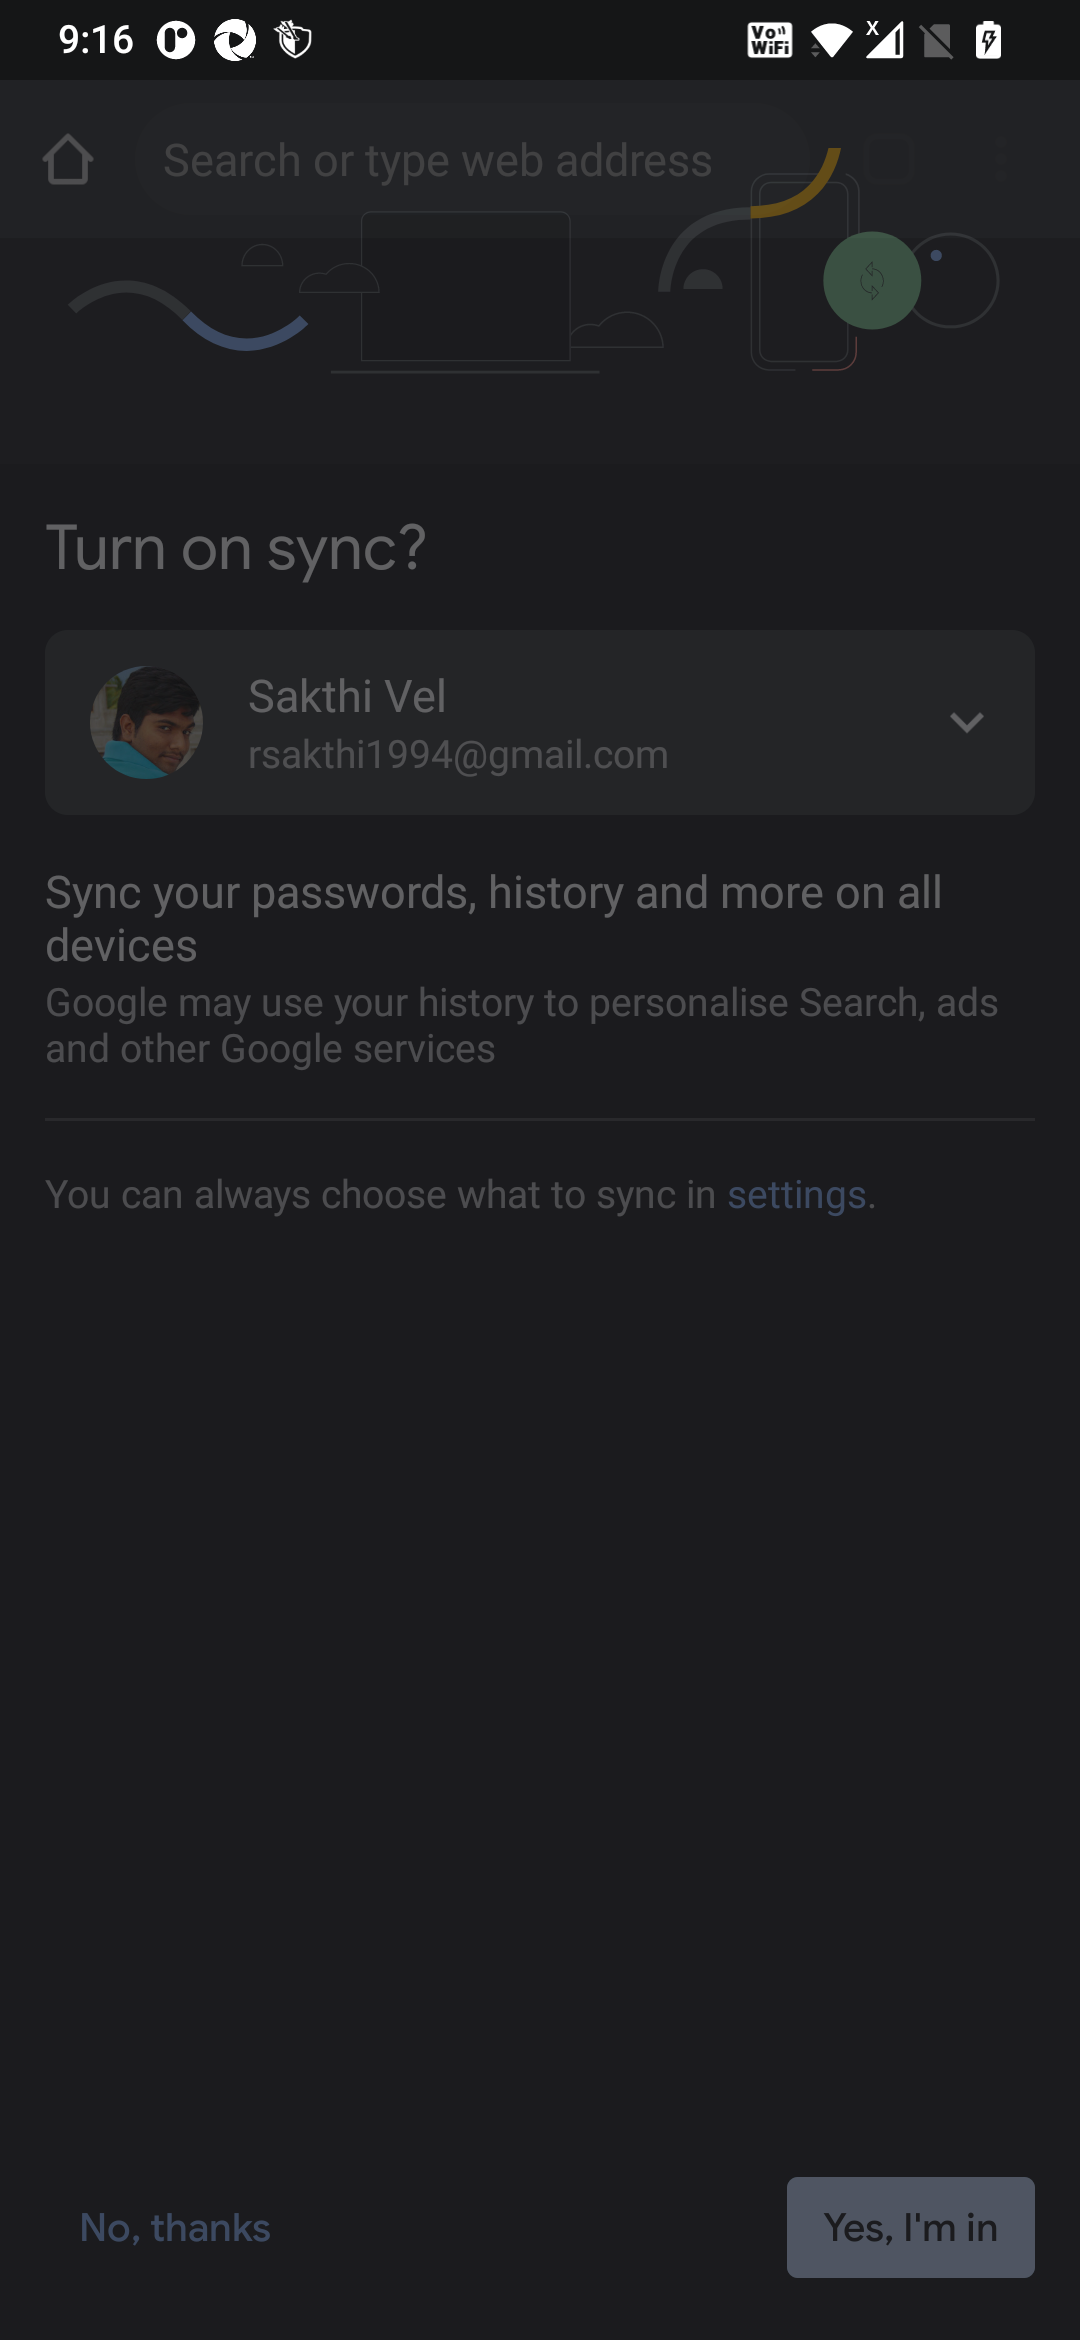 9:16
Vo))
WiFi
X
Search or type web address
Turn on sync?
Sakthi Vel
rsakthi1994@gmail.com
Sync your passwords, history and more on all
devices
Google may use your history to personalise Search, ads
and other Google services
You can always choose what to sync in settings.
No, thanks
Yes, I'm in